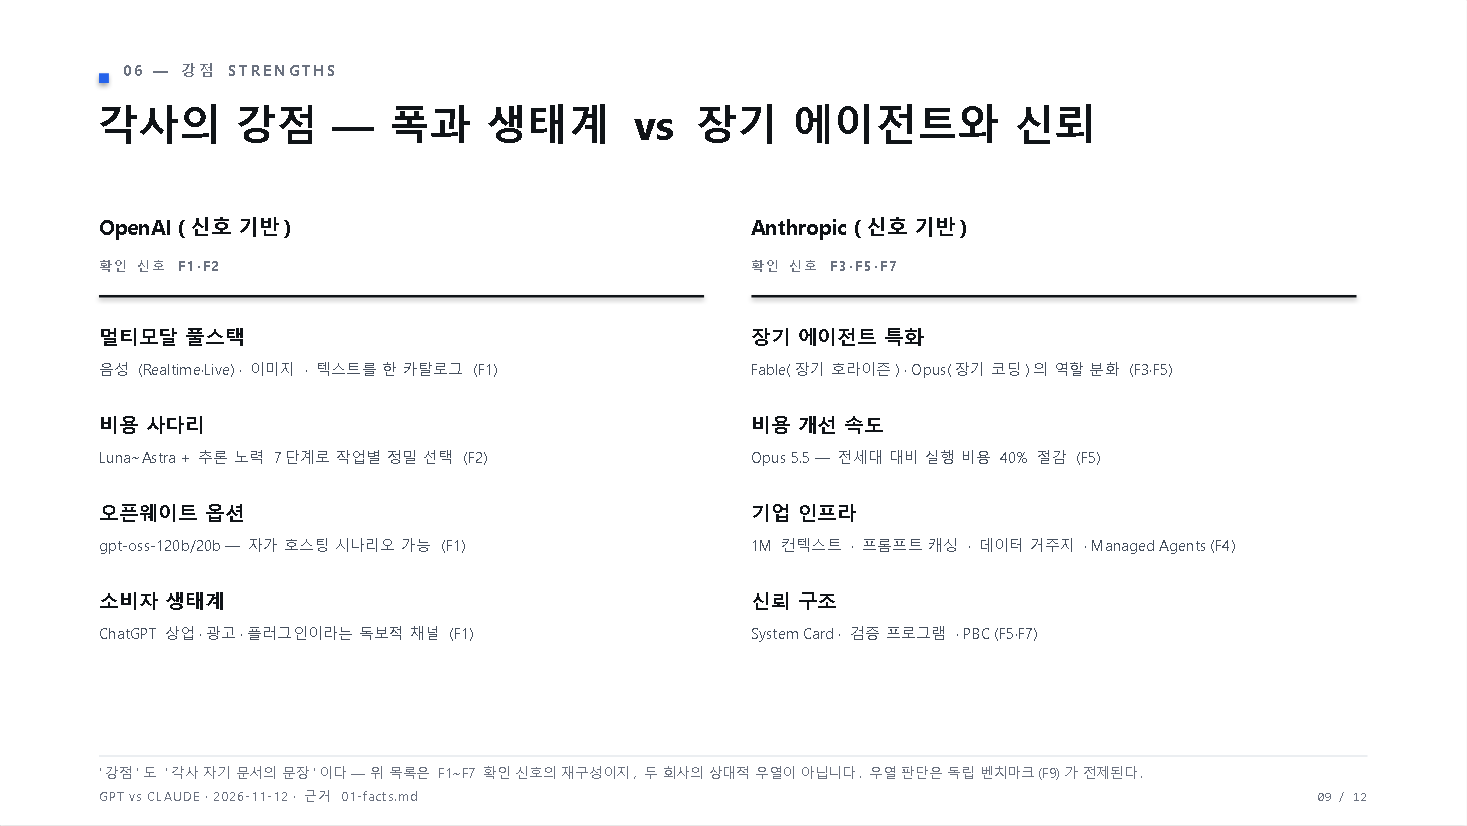 06 — 강점 STRENGTHS
각사의 강점 — 폭과 생태계 vs 장기 에이전트와 신뢰
OpenAI (신호 기반)
확인 신호 F1·F2
멀티모달 풀스택
음성 (Realtime·Live) · 이미지 · 텍스트를 한 카탈로그 (F1)
비용 사다리
Luna~Astra + 추론 노력 7단계로 작업별 정밀 선택 (F2)
오픈웨이트 옵션
gpt-oss-120b/20b — 자가 호스팅 시나리오 가능 (F1)
소비자 생태계
ChatGPT 상업·광고·플러그인이라는 독보적 채널 (F1)
Anthropic (신호 기반)
확인 신호 F3·F5·F7
장기 에이전트 특화
Fable(장기 호라이즌)·Opus(장기 코딩)의 역할 분화 (F3·F5)
비용 개선 속도
Opus 5.5 — 전세대 대비 실행 비용 40% 절감 (F5)
기업 인프라
1M 컨텍스트 · 프롬프트 캐싱 · 데이터 거주지 · Managed Agents (F4)
신뢰 구조
System Card · 검증 프로그램 · PBC (F5·F7)
'강점'도 '각사 자기 문서의 문장'이다 — 위 목록은 F1~F7 확인 신호의 재구성이지, 두 회사의 상대적 우열이 아닙니다. 우열 판단은 독립 벤치마크(F9)가 전제된다.
GPT vs CLAUDE · 2026-11-12 · 근거 01-facts.md
09 / 12